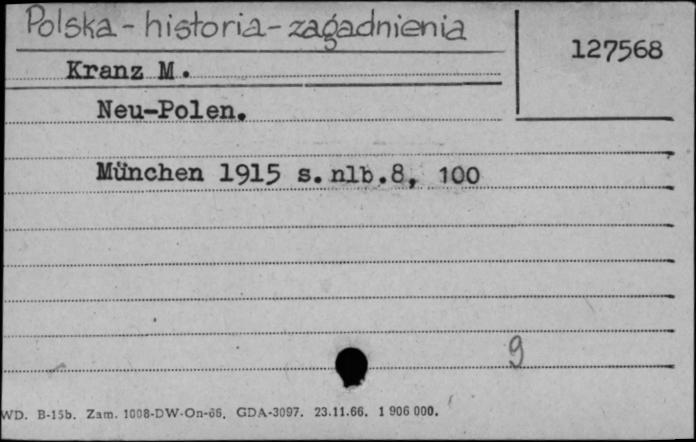 Polska - historia - zagadnienia
127568
Kranz M.
Neu-Polen.
München 1915 s. nlb.8, 100
9
WD. B-15b. Zam. 1008-DW-On-66. GDA-3097. 23.11.66. 1 906 000.